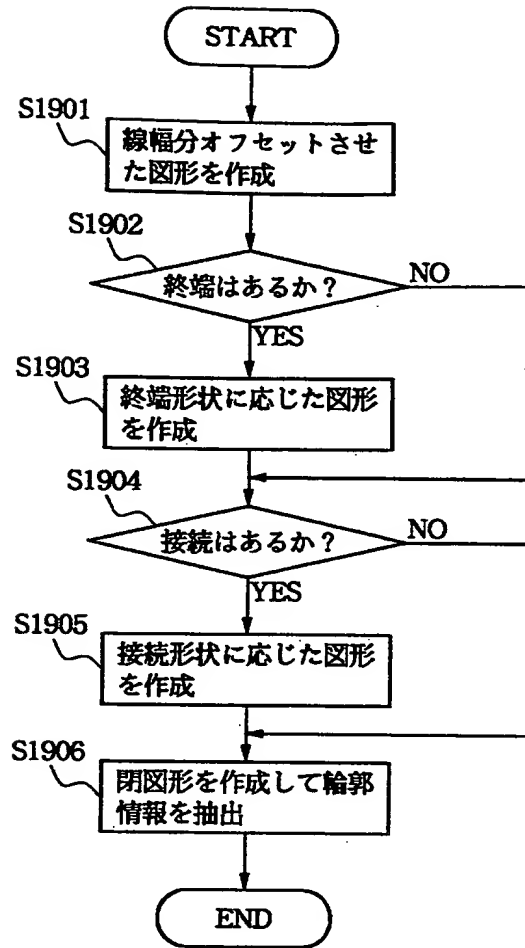 START
S1901
線幅分オフセットさせ
た図形を作成
S1902
終端はあるか？
NO
YES
S1903
終端形状に応じた図形
を作成
S1904
接続はあるか？
NO
YES
S1905
接続形状に応じた図形
を作成
S1906
閉図形を作成して輪郭
情報を抽出
END